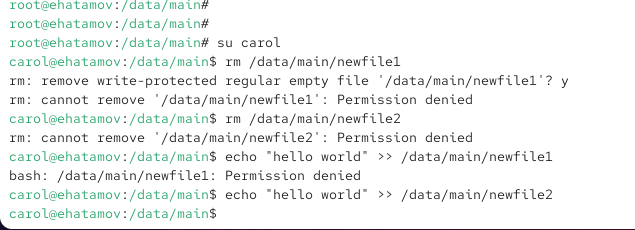 root@ehatamov:/data/main#
root@ehatamov:/data/main#
root@ehatamov:/data/main# su carol
carol@ehatamov:/data/main$ rm /data/main/newfile1
rm: remove write-protected regular empty file '/data/main/newfile1'? y
rm: cannot remove '/data/main/newfile1': Permission denied
carol@ehatamov:/data/main$ rm /data/main/newfile2
rm: cannot remove '/data/main/newfile2': Permission denied
carol@ehatamov:/data/main$ echo "hello world" >> /data/main/newfile1
bash: /data/main/newfile1: Permission denied
carol@ehatamov:/data/main$ echo "hello world" >> /data/main/newfile2
carol@ehatamov:/data/main$